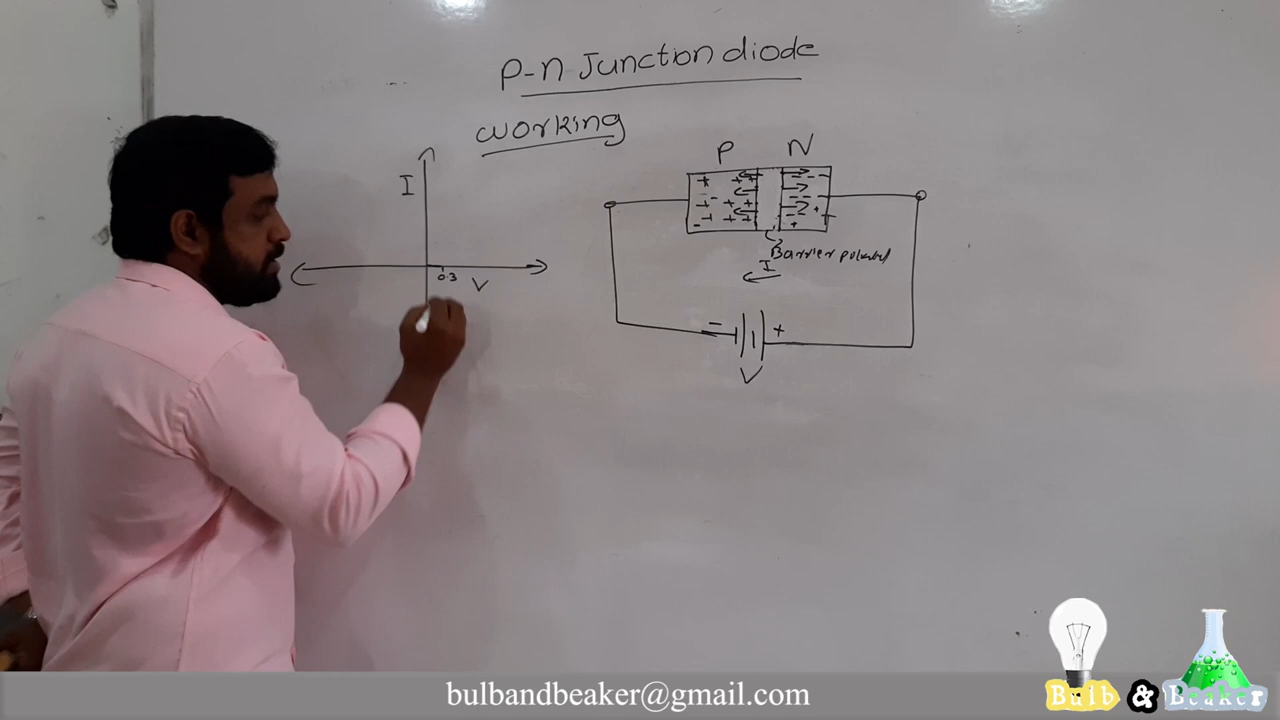 P-n Junction diode
working
I
0.3
V
P N
+ + +
- - -
+ - + +
- -
+ + +
+ -
- + +
+
Barrier potential
I
- +
V
bulbandbeaker@gmail.com
Bulb & Beaker